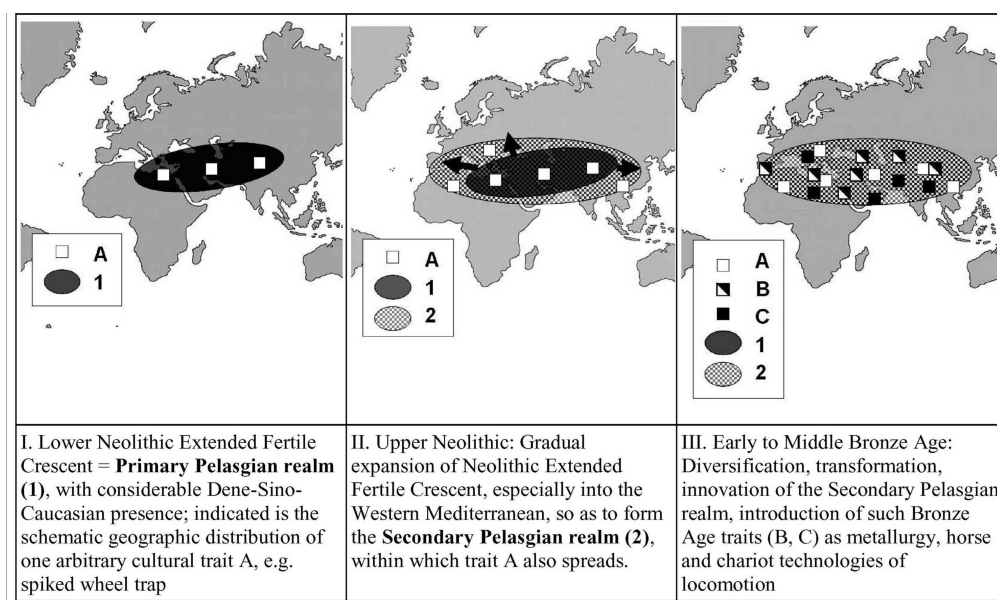 A
1
A
1
2
A
B
C
1
2
I. Lower Neolithic Extended Fertile
Crescent = Primary Pelasgian realm
(1), with considerable Dene-Sino-
Caucasian presence; indicated is the
schematic geographic distribution of
one arbitrary cultural trait A, e.g.
spiked wheel trap
II. Upper Neolithic: Gradual
expansion of Neolithic Extended
Fertile Crescent, especially into the
Western Mediterranean, so as to form
the Secondary Pelasgian realm (2),
within which trait A also spreads.
III. Early to Middle Bronze Age:
Diversification, transformation,
innovation of the Secondary Pelasgian
realm, introduction of such Bronze
Age traits (B, C) as metallurgy, horse
and chariot technologies of
locomotion